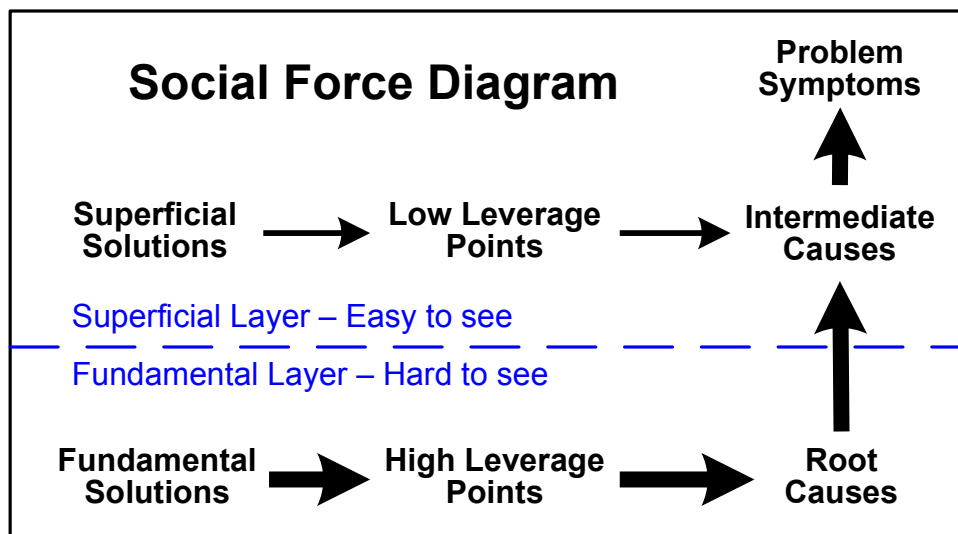 Social Force Diagram
Problem
Symptoms
Superficial
Solutions
Low Leverage
Points
Intermediate
Causes
Superficial Layer – Easy to see
Fundamental Layer – Hard to see
Fundamental
Solutions
High Leverage
Points
Root
Causes